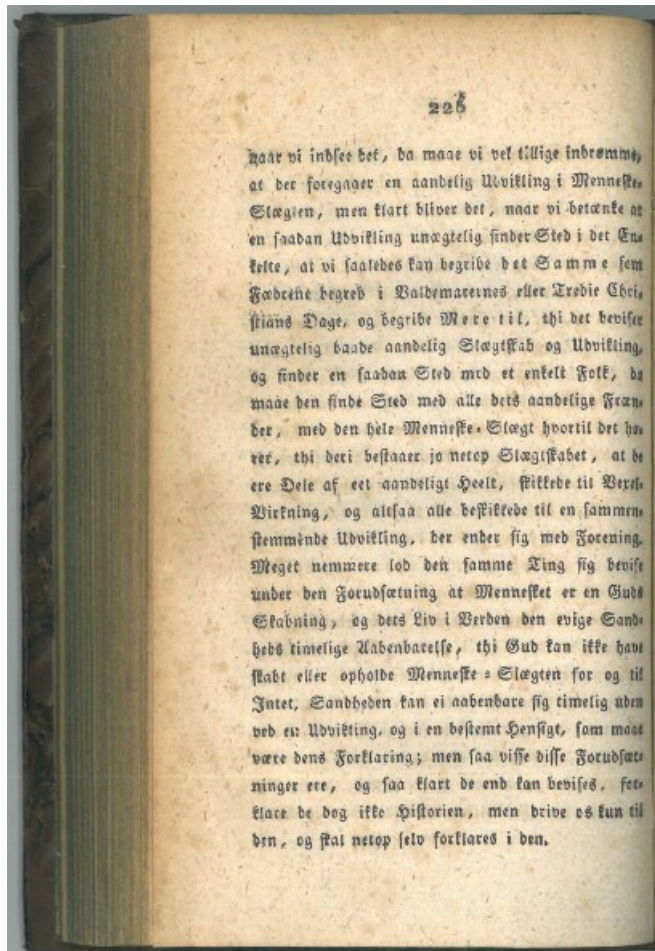 226
naar vi indsee det, da maae vi vel tillige indrømme,
at der foregaaer en aandelig Udvikling i Menneske-
Slægten, men klart bliver det, naar vi betænke at
en saadan Udvikling unægtelig finder Sted i det En-
kelte, at vi saaledes kan begribe det Samme som
Fædrene begreb i Valdemarernes eller Tredie Chri-
stians Dage, og begribe Mere til, thi det beviser
unægtelig baade aandelig Slægtskab og Udvikling,
og finder en saadan Sted med et enkelt Folk, da
maae den finde Sted med alle dets aandelige Fræn-
der, med den hele Menneske-Slægt hvortil det hø-
rer, thi deri bestaaer jo netop Slægtskabet, at de
ere Dele af eet aandeligt Heelt, skikkede til Vexel-
Virkning, og altsaa alle beskikkede til en sammen-
stemmende Udvikling, der ender sig med Forening.
Meget nemmere lod den samme Ting sig bevise
under den Forudsætning at Mennesket er en Guds
Skabning, og dets Liv i Verden den evige Sand-
heds timelige Aabenbarelse, thi Gud kan ikke have
skabt eller opholde Menneske-Slægten for og til
Intet, Sandheden kan ei aabenbare sig timelig uden
ved en Udvikling, og i en bestemt Hensigt, som maae
være dens Forklaring; men saa visse disse Forudsæt-
ninger ere, og saa klart de end kan bevises, for-
klare de dog ikke Historien, men drive os kun til
den, og skal netop selv forklares i den.